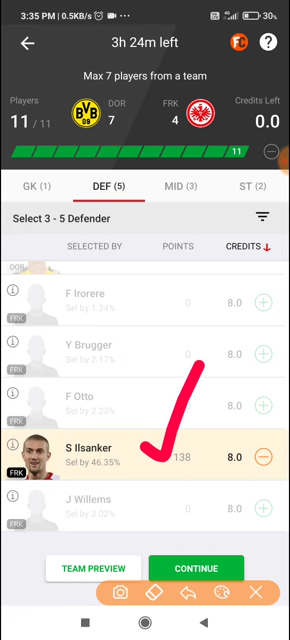 3:35 PM | 0.5KB/s
30%
3h 24m left
FC
?
Max 7 players from a team
Players
11 / 11
BVB 09
DOR
7
FRK
4
Credits Left
0.0
11
GK (1)
DEF (5)
MID (3)
ST (2)
Select 3 - 5 Defender
SELECTED BY
POINTS
CREDITS
DOR
F Irorere
Sel by 1.34%
0
8.0
FRK
Y Brugger
Sel by 2.17%
0
8.0
FRK
F Otto
Sel by 2.23%
0
8.0
FRK
S Ilsanker
Sel by 46.35%
138
8.0
FRK
J Willems
Sel by 2.02%
0
8.0
FRK
TEAM PREVIEW
CONTINUE